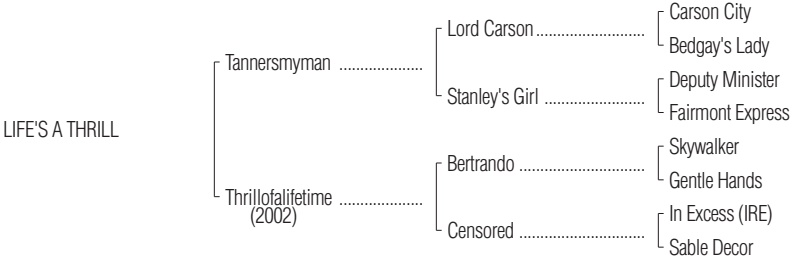 Carson City
Lord Carson
Bedgay's Lady
Tannersmyman
Deputy Minister
Stanley's Girl
Fairmont Express
LIFE'S A THRILL
Skywalker
Bertrando
Gentle Hands
Thrillofalifetime
(2002)
In Excess (IRE)
Censored
Sable Decor